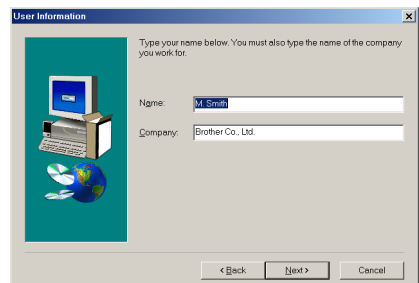 User Information
Type your name below. You must also type the name of the company
you work for.
Name: M. Smith
Company: Brother Co., Ltd.
< Back Next > Cancel